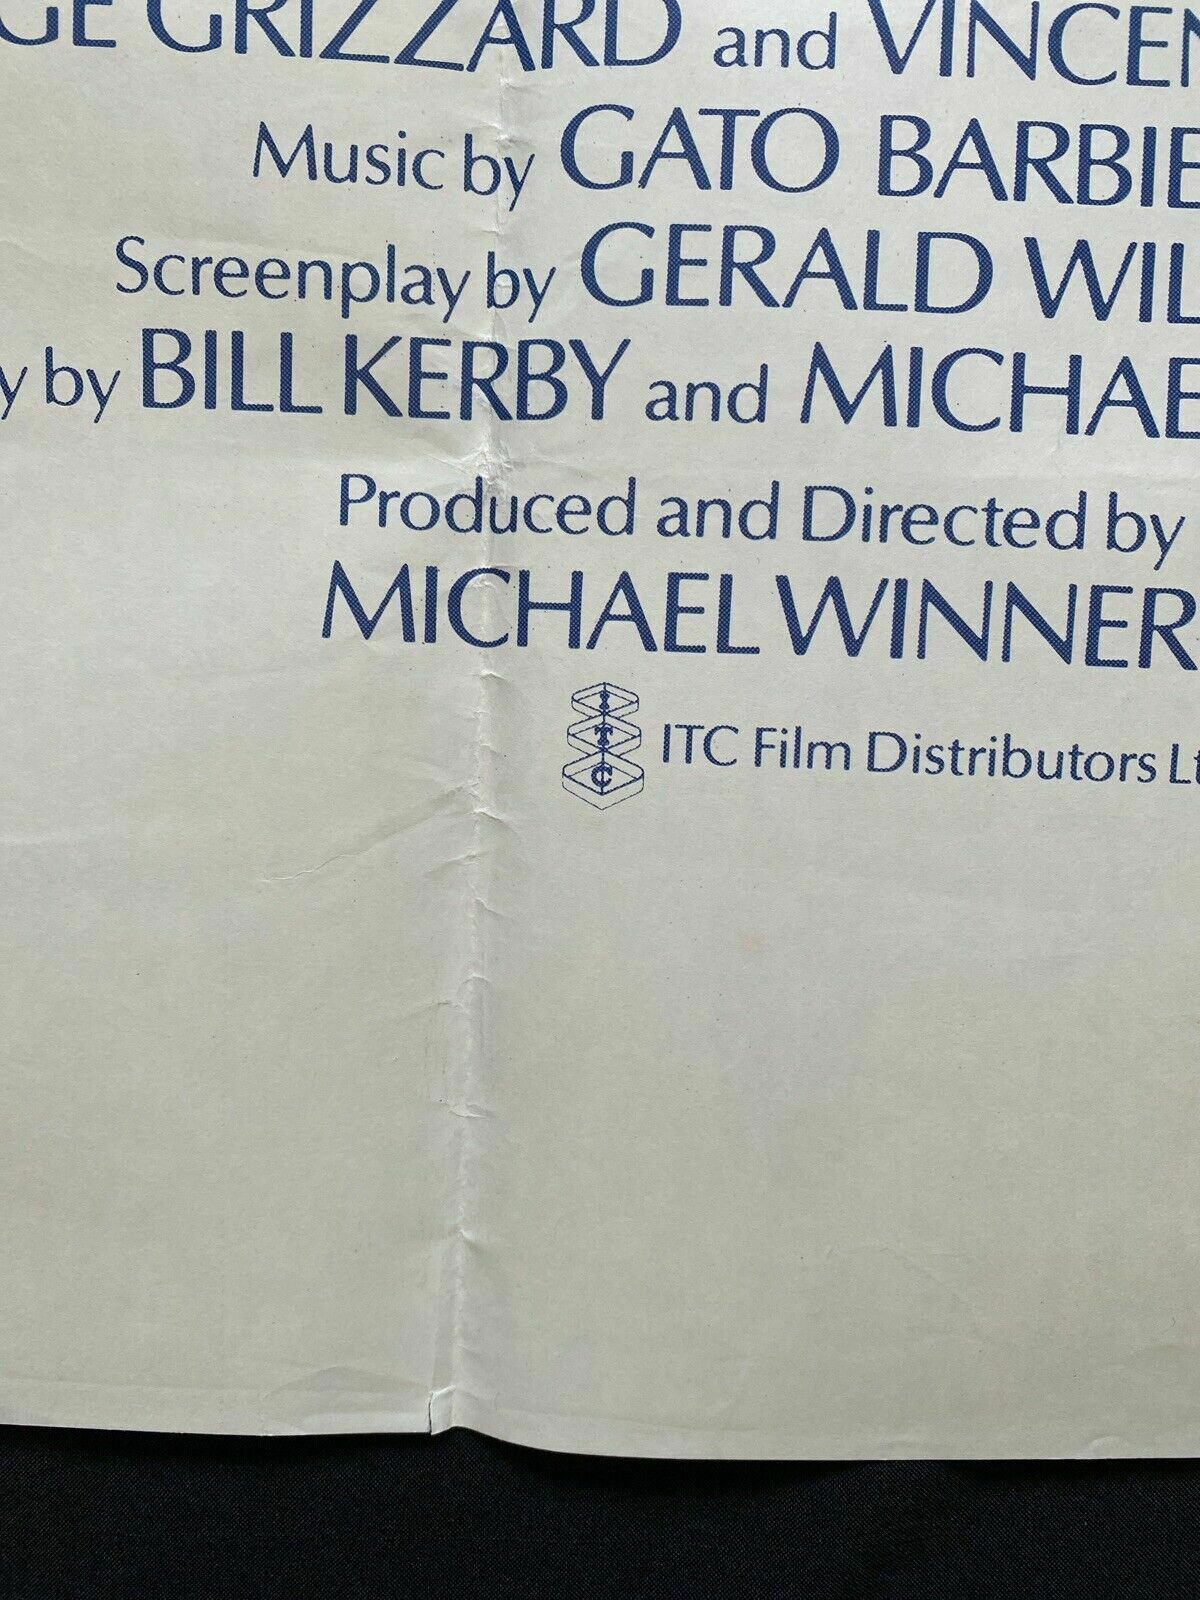 GE GRIZZARD and VINCEN
Music by GATO BARBIE
Screenplay by GERALD WIL
y by BILL KERBY and MICHAE
Produced and Directed by
MICHAEL WINNER
I
T
C
ITC Film Distributors Lt